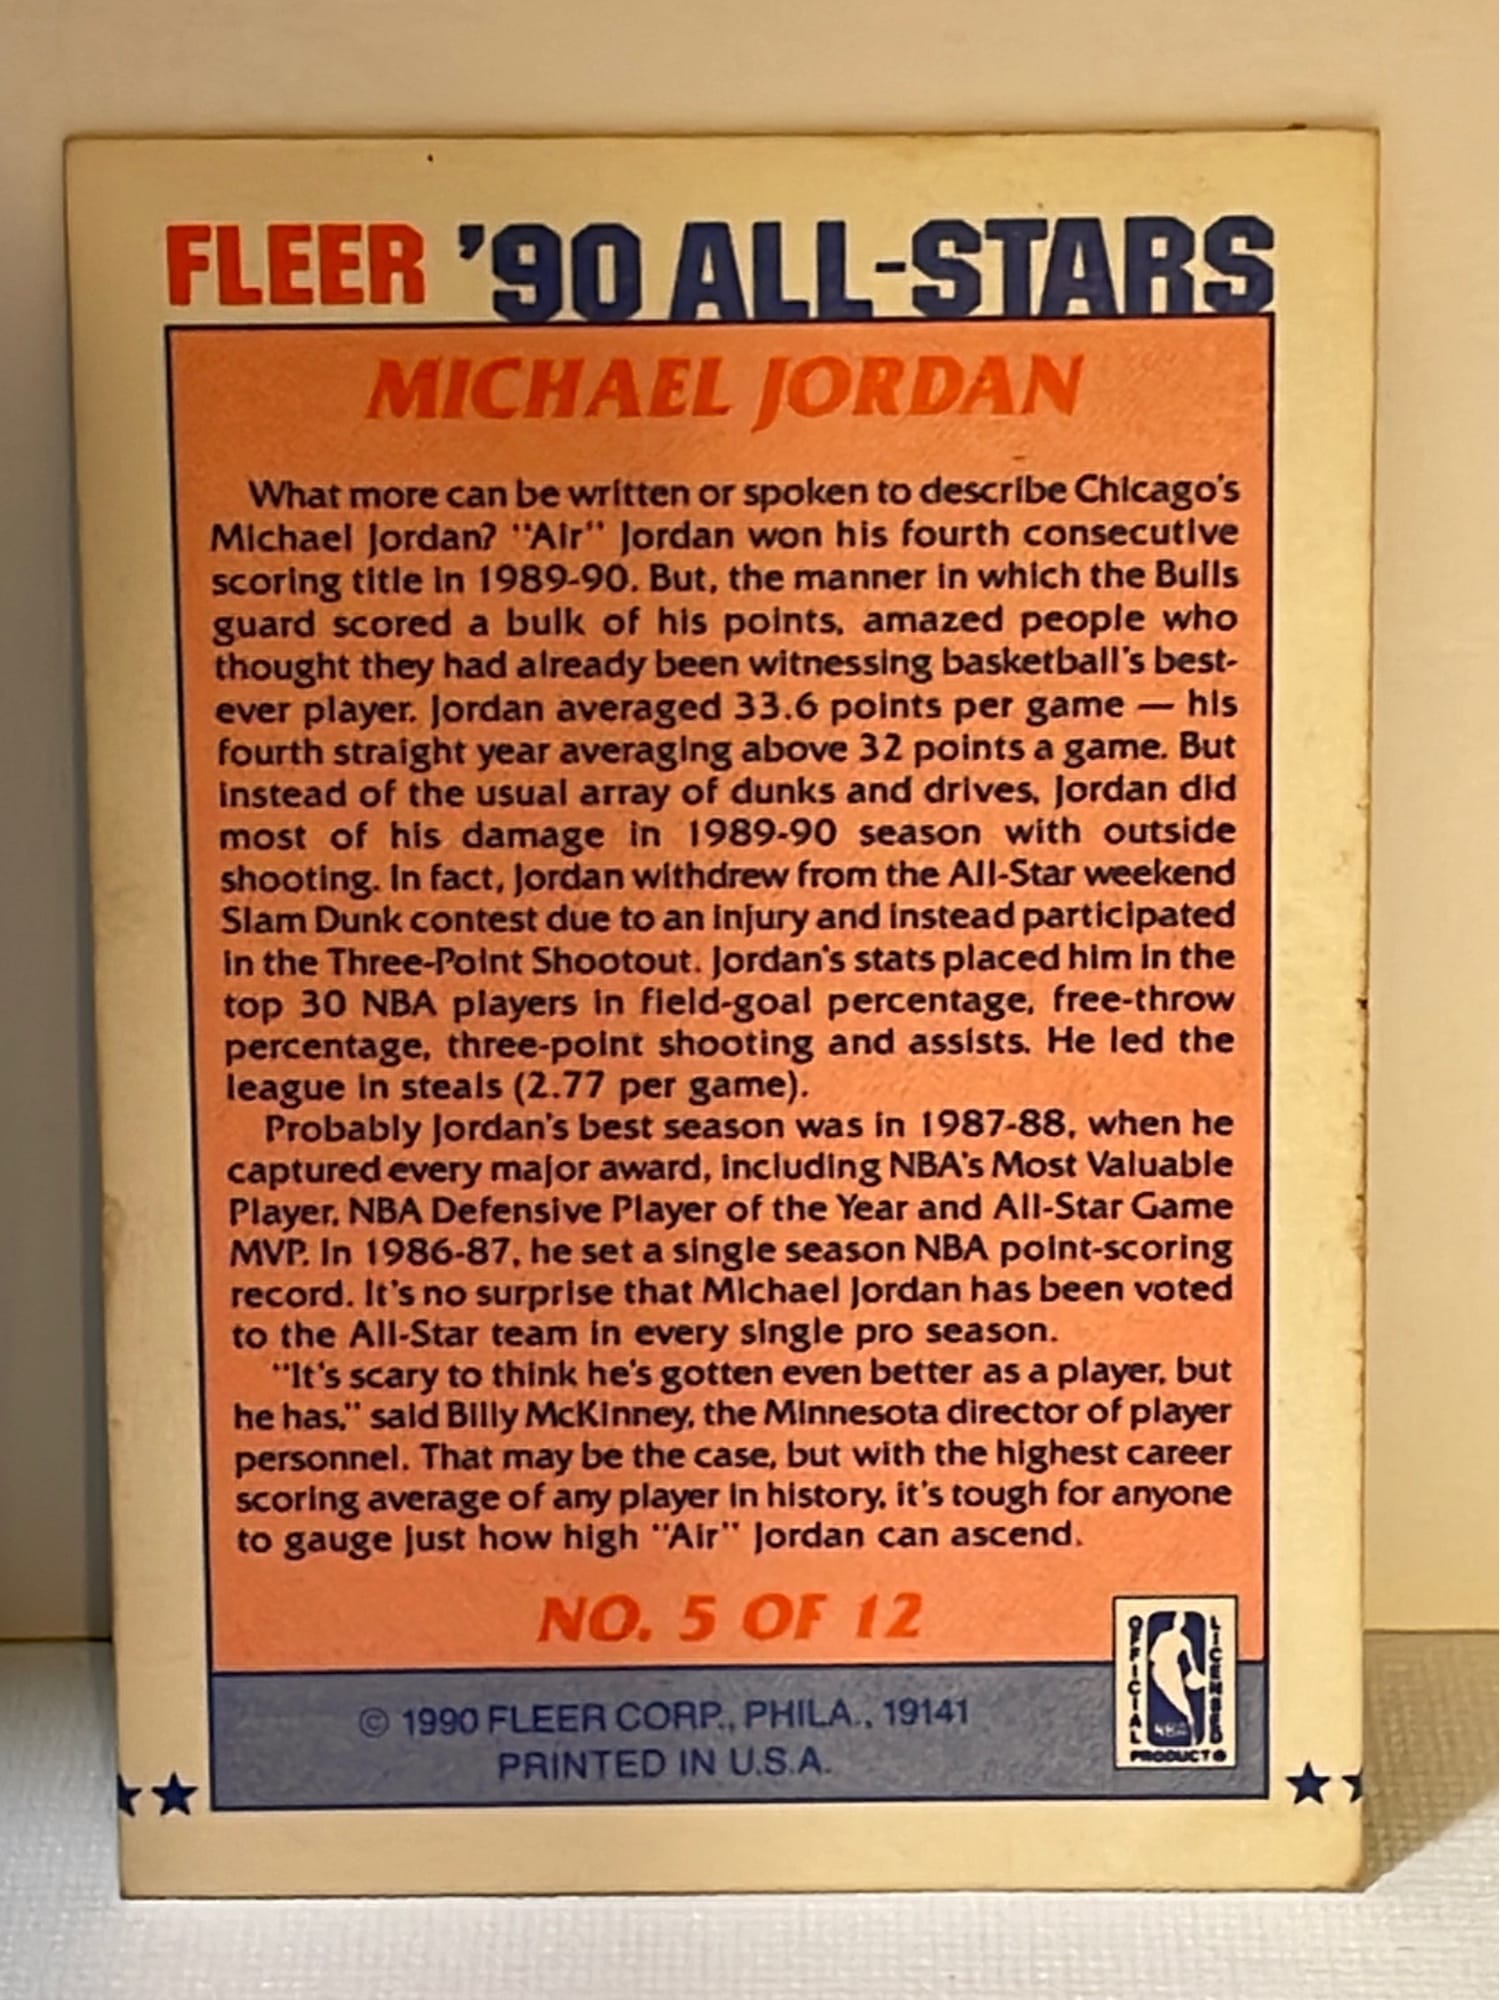 FLEER '90 ALL-STARS
MICHAEL JORDAN
What more can be written or spoken to describe Chicago's
Michael Jordan? "Air" Jordan won his fourth consecutive
scoring title in 1989-90. But, the manner in which the Bulls
guard scored a bulk of his points, amazed people who
thought they had already been witnessing basketball's best-
ever player. Jordan averaged 33.6 points per game — his
fourth straight year averaging above 32 points a game. But
instead of the usual array of dunks and drives, Jordan did
most of his damage in 1989-90 season with outside
shooting. In fact, Jordan withdrew from the All-Star weekend
Slam Dunk contest due to an injury and instead participated
in the Three-Point Shootout. Jordan's stats placed him in the
top 30 NBA players in field-goal percentage, free-throw
percentage, three-point shooting and assists. He led the
league in steals (2.77 per game).
Probably Jordan's best season was in 1987-88, when he
captured every major award, including NBA's Most Valuable
Player, NBA Defensive Player of the Year and All-Star Game
MVP. In 1986-87, he set a single season NBA point-scoring
record. It's no surprise that Michael Jordan has been voted
to the All-Star team in every single pro season.
"It's scary to think he's gotten even better as a player, but
he has," said Billy McKinney, the Minnesota director of player
personnel. That may be the case, but with the highest career
scoring average of any player in history, it's tough for anyone
to gauge just how high "Air" Jordan can ascend.
NO. 5 OF 12
© 1990 FLEER CORP., PHILA., 19141
PRINTED IN U.S.A.
OFFICIAL
LICENSED
NBA
PRODUCT ®